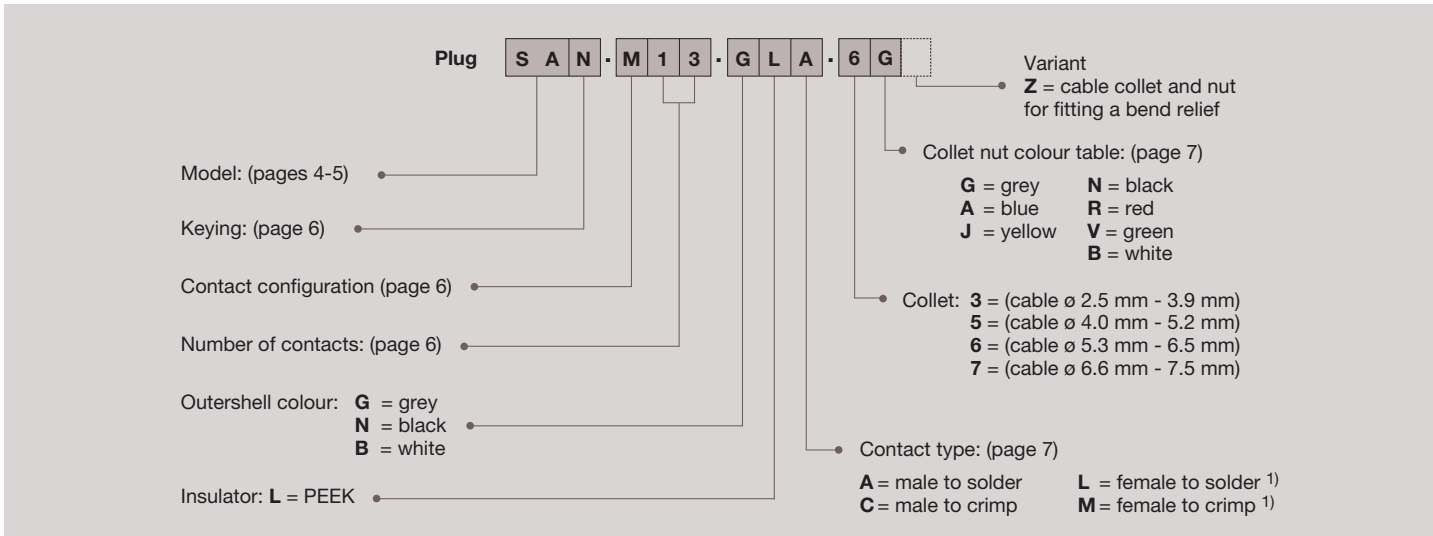 Plug S A N · M 1 3 · G L A · 6 G
Variant
Z = cable collet and nut
for fitting a bend relief
Collet nut colour table: (page 7)
G = grey N = black
A = blue R = red
J = yellow V = green
B = white
Model: (pages 4-5)
Keying: (page 6)
Contact configuration (page 6)
Number of contacts: (page 6)
Collet: 3 = (cable ø 2.5 mm - 3.9 mm)
5 = (cable ø 4.0 mm - 5.2 mm)
6 = (cable ø 5.3 mm - 6.5 mm)
7 = (cable ø 6.6 mm - 7.5 mm)
Outershell colour: G = grey
N = black
B = white
Insulator: L = PEEK
Contact type: (page 7)
A = male to solder L = female to solder 1)
C = male to crimp M = female to crimp 1)